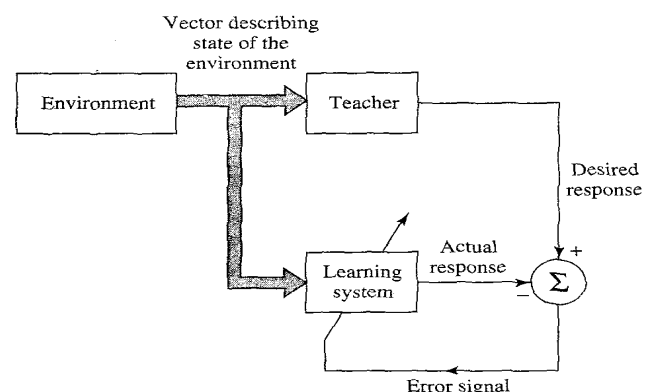 Vector describing
state of the
environment
Environment
Teacher
Desired
response
+
Learning
system
Actual
response
−
Σ
Error signal